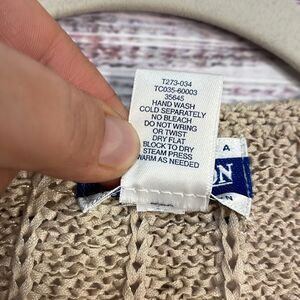 T273-034
TC035-60003
35645
HAND WASH
COLD SEPARATELY
NO BLEACH
DO NOT WRING
OR TWIST
DRY FLAT
BLOCK TO DRY
STEAM PRESS
WARM AS NEEDED
A
ON